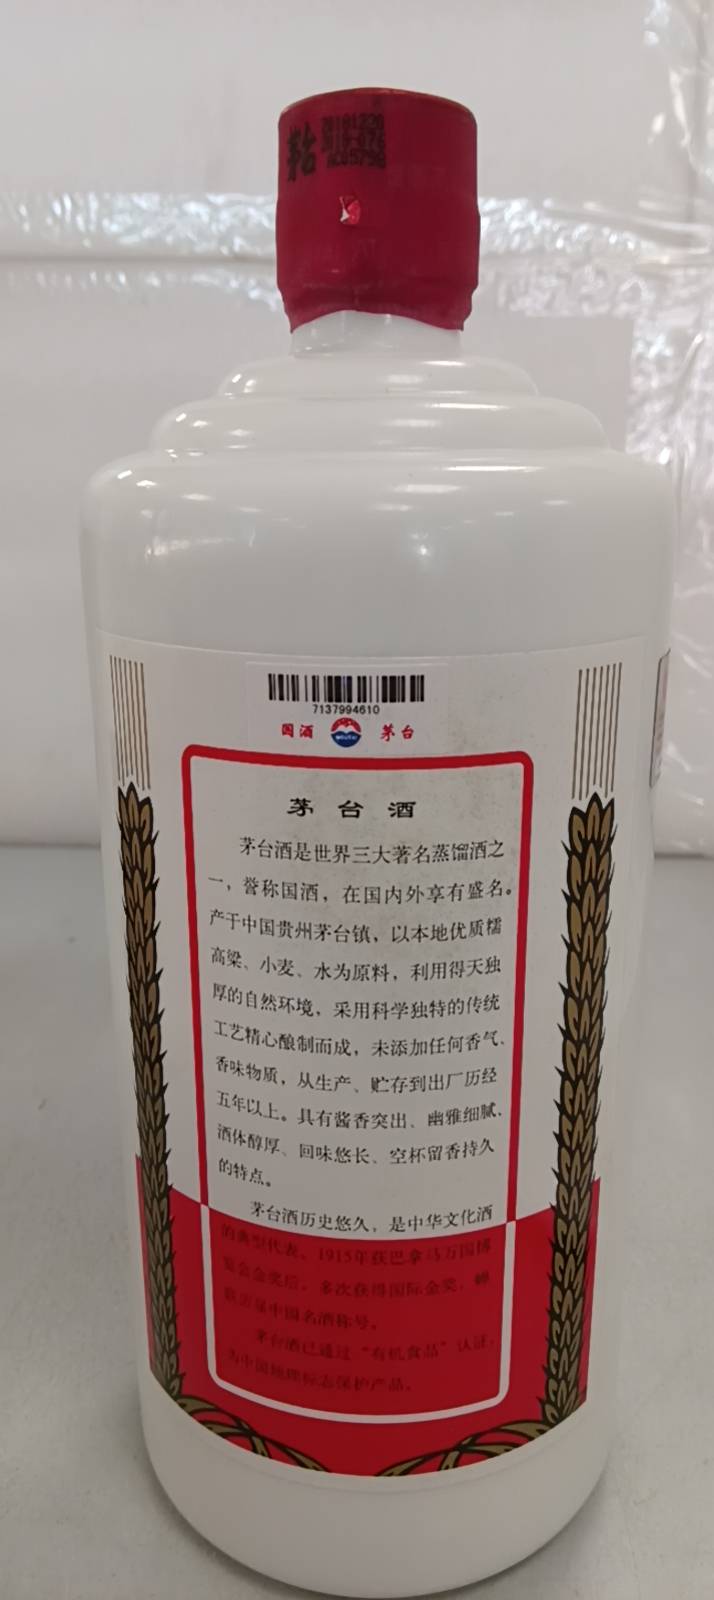 茅台
7137994610
国酒 茅台
茅台酒
茅台酒是世界三大著名蒸馏酒之
一，誉称国酒，在国内外享有盛名。
产于中国贵州茅台镇，以本地优质糯
高粱、小麦、水为原料，利用得天独
厚的自然环境，采用科学独特的传统
工艺精心酿制而成，未添加任何香气、
香味物质，从生产、贮存到出厂历经
五年以上。具有酱香突出、幽雅细腻、
酒体醇厚、回味悠长、空杯留香持久
的特点。
茅台酒历史悠久，是中华文化酒
的典型代表，1915年获巴拿马万国博
览会金奖后，多次获得国际金奖，蝉
联历届中国名酒称号。
茅台酒已通过“有机食品”认证，
为中国地理标志保护产品。